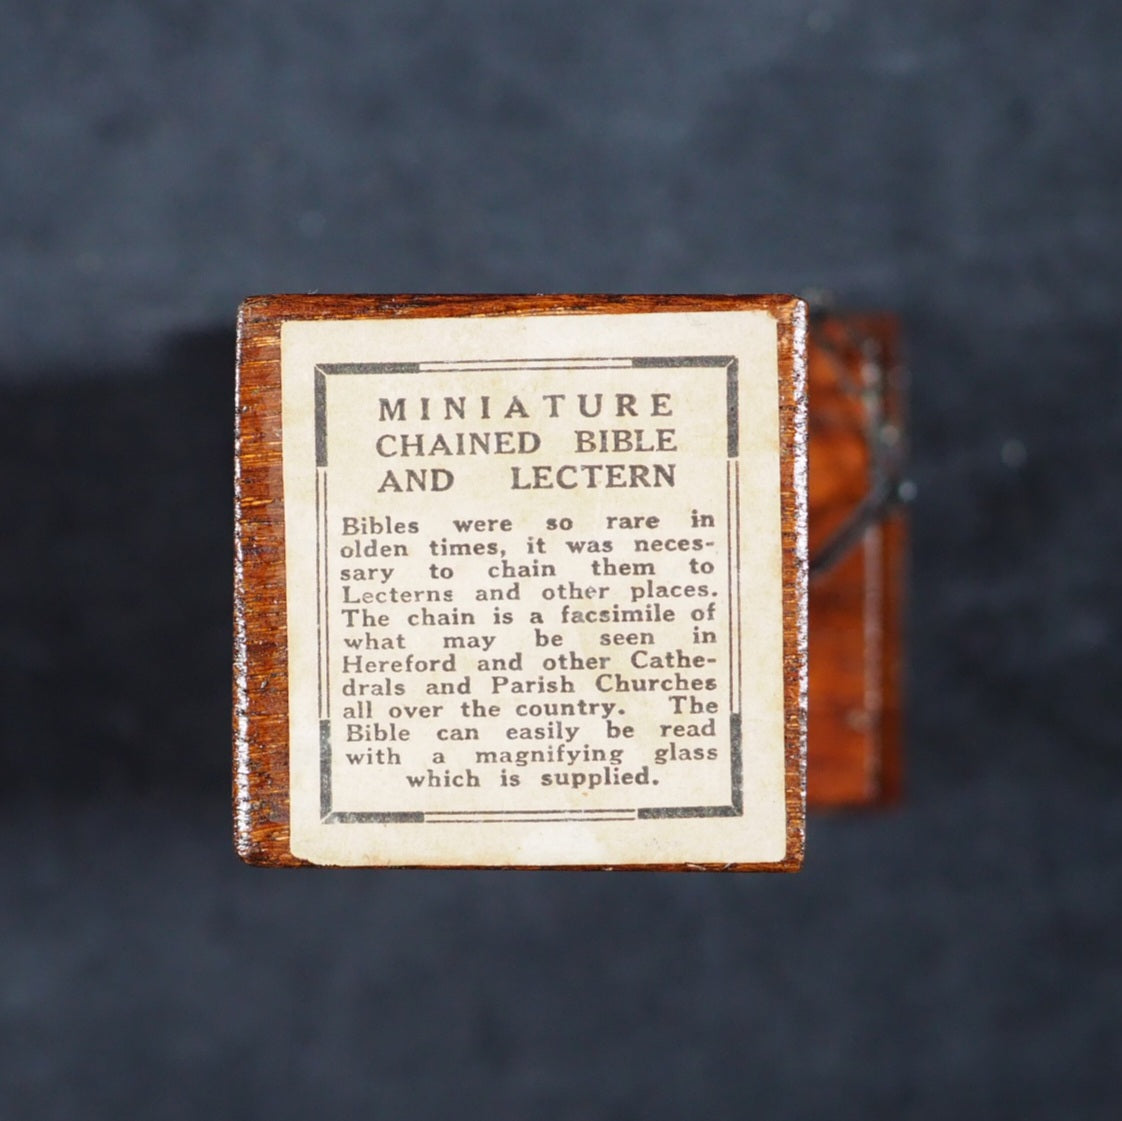 MINIATURE
CHAINED BIBLE
AND LECTERN
Bibles were so rare in
olden times, it was neces-
sary to chain them to
Lecterns and other places.
The chain is a facsimile of
what may be seen in
Hereford and other Cathe-
drals and Parish Churches
all over the country. The
Bible can easily be read
with a magnifying glass
which is supplied.